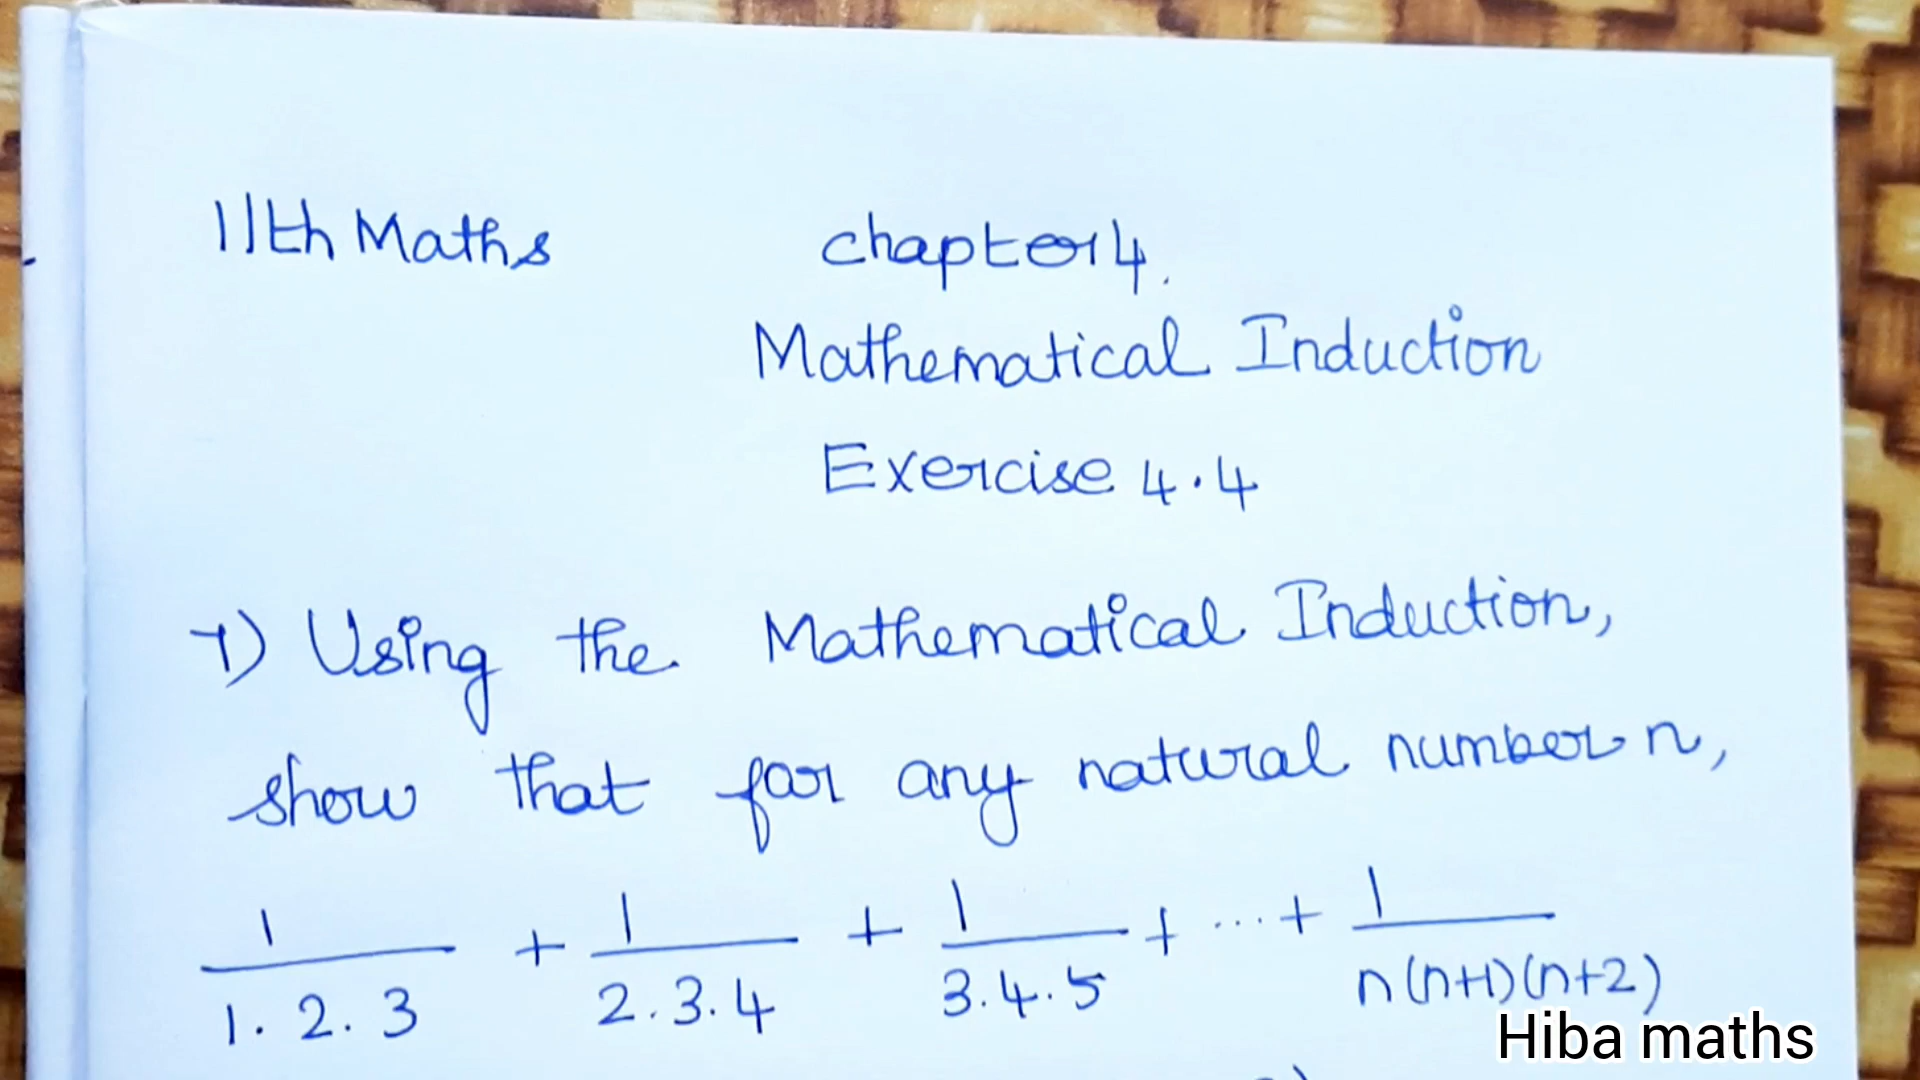 11th Maths chapter 4.
Mathematical Induction
Exercise 4.4
7) Using the Mathematical Induction,
show that for any natural number n,
1/1.2.3 + 1/2.3.4 + 1/3.4.5 + ... + 1/n(n+1)(n+2)
Hiba maths